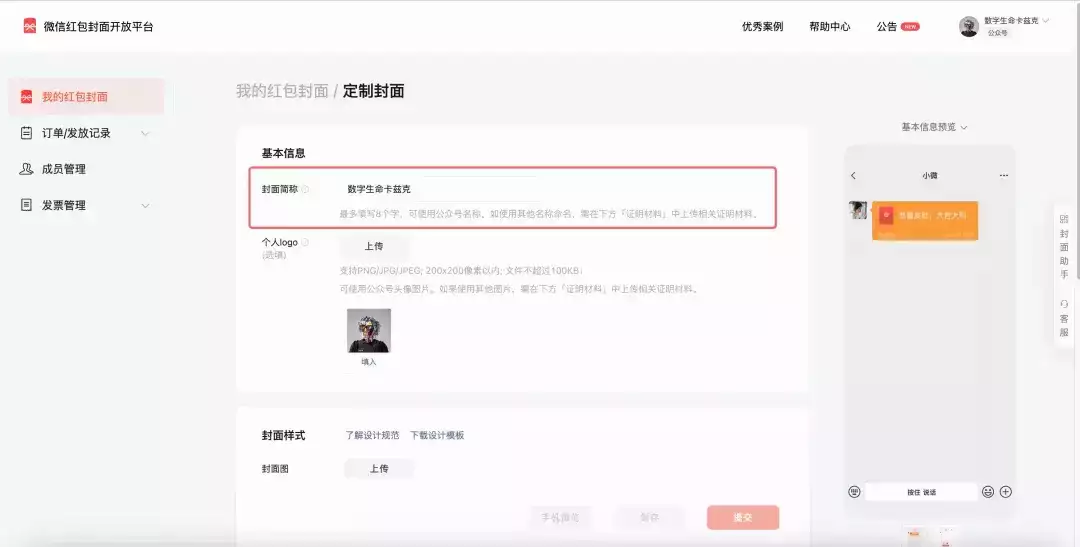 微信红包封面开放平台
优秀案例 帮助中心 公告 NEW
数字生命卡兹克
公众号
我的红包封面
订单/发放记录
成员管理
发票管理
我的红包封面 / 定制封面
基本信息
封面简称 数字生命卡兹克
最多填写8个字，可使用公众号名称。如使用其他名称命名，需在下方「证明材料」中上传相关证明材料。
个人logo
(选填)
上传
支持PNG/JPG/JPEG; 200x200像素以内; 文件不超过100KB;
可使用公众号头像图片。如果使用其他图片，需在下方「证明材料」中上传相关证明材料。
填入
封面样式 了解设计规范 下载设计模板
封面图 上传
手机预览 保存 提交
基本信息预览
小微
恭喜发财，大吉大利
按住 说话
封面助手
客服